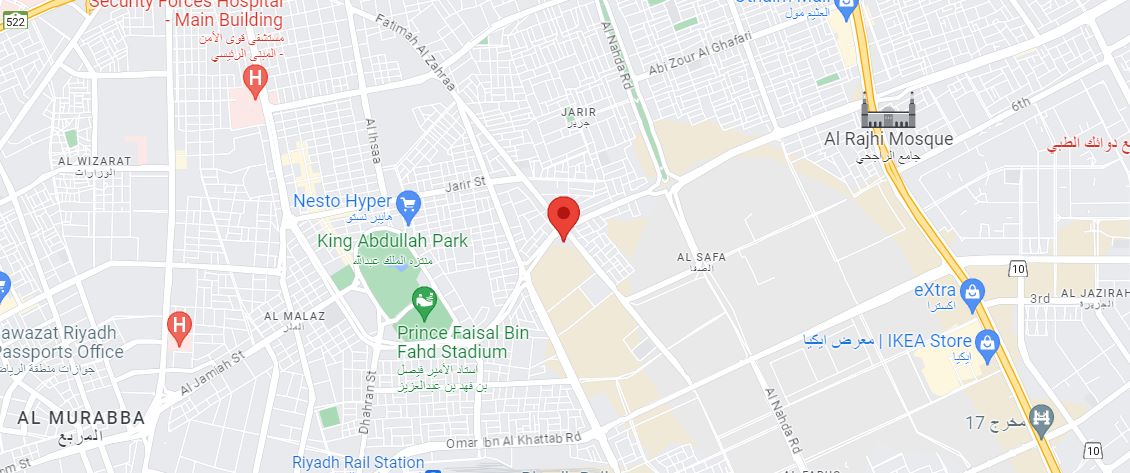 522
Security Forces Hospital
- Main Building
مستشفى قوى الأمن
- المبنى الرئيسي
Othaim Mall
العثيم مول
Fatimah Al Zahraa
Al Nahda Rd
Abi Zour Al Ghafari
JARIR
جرير
Al Rajhi Mosque
جامع الراجحي
6th
ع دوائك الطبي
AL WIZARAT
الوزارات
Al Ihsaa
Jarir St
Nesto Hyper
هايبر نستو
King Abdullah Park
منتزه الملك عبدالله
AL SAFA
الصفا
10
eXtra
اكسترا
3rd
AL JAZIRAH
الجزيرة
AL MALAZ
الملز
Prince Faisal Bin
Fahd Stadium
أستاد الأمير فيصل
بن فهد بن عبدالعزيز
awazat Riyadh
Passports Office
جوازات منطقة الرياض
IKEA Store | معرض ايكيا
ايكيا
Al Jamiah St
Dhahran St
Al Nahda Rd
AL MURABBA
المربع
مخرج 17
Omar Ibn Al Khattab Rd
10
Riyadh Rail Station